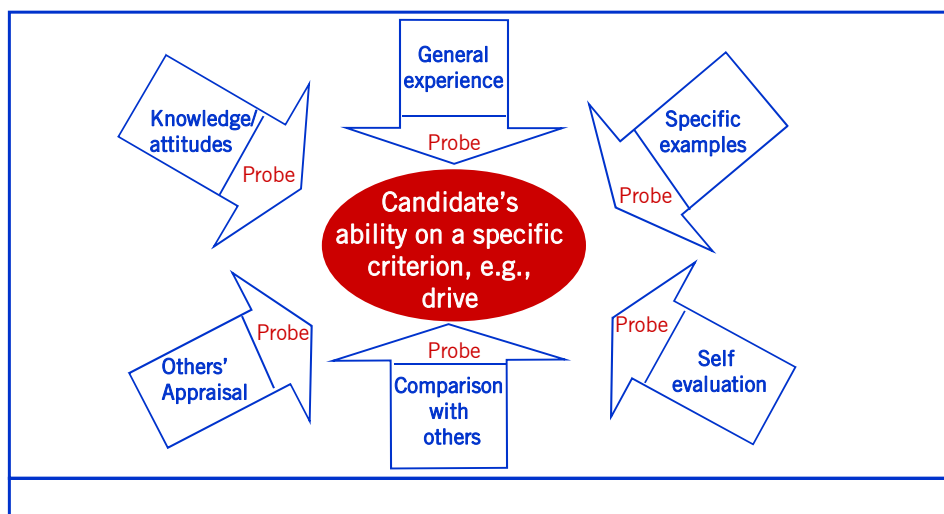 General
experience
Probe
Knowledge/
attitudes
Probe
Specific
examples
Probe
Candidate's
ability on a specific
criterion, e.g.,
drive
Others'
Appraisal
Probe
Probe
Comparison
with
others
Probe
Self
evaluation